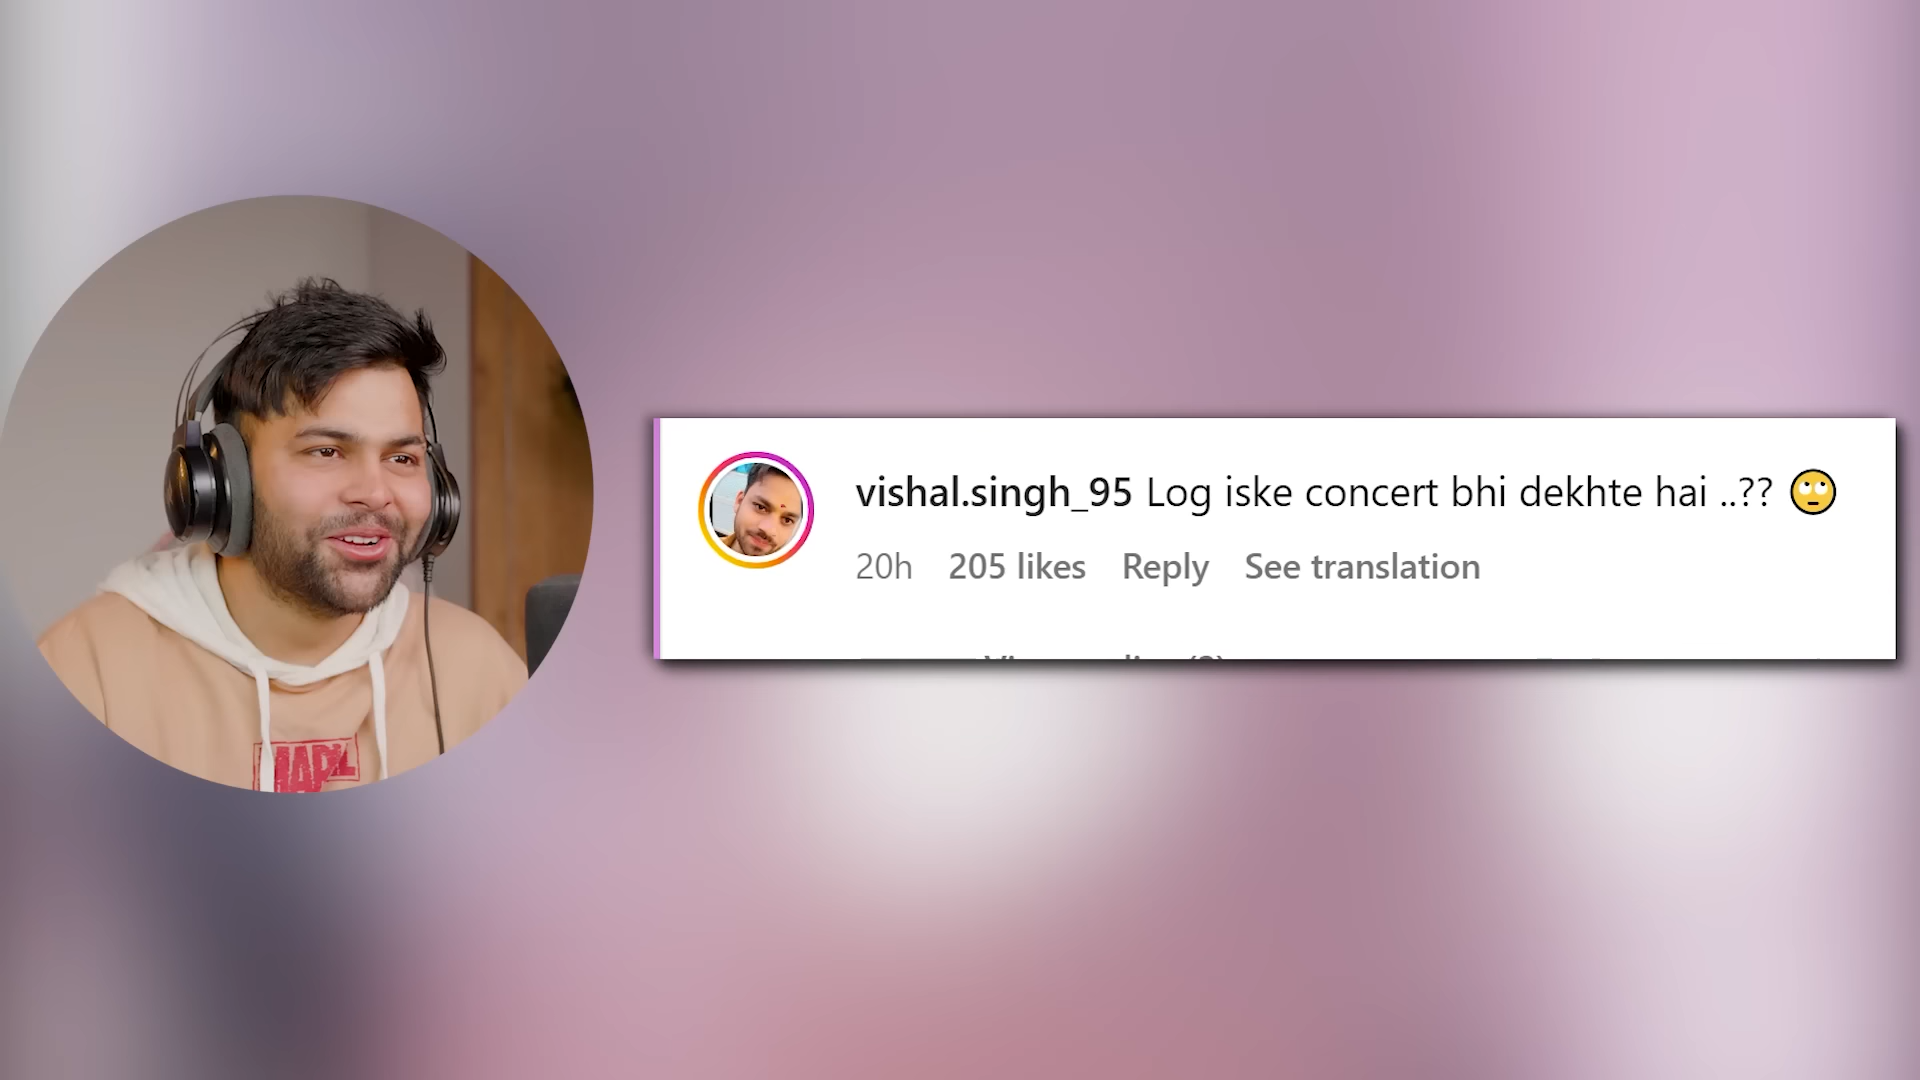 vishal.singh_95 Log iske concert bhi dekhte hai ..?? 🙄
20h 205 likes Reply See translation